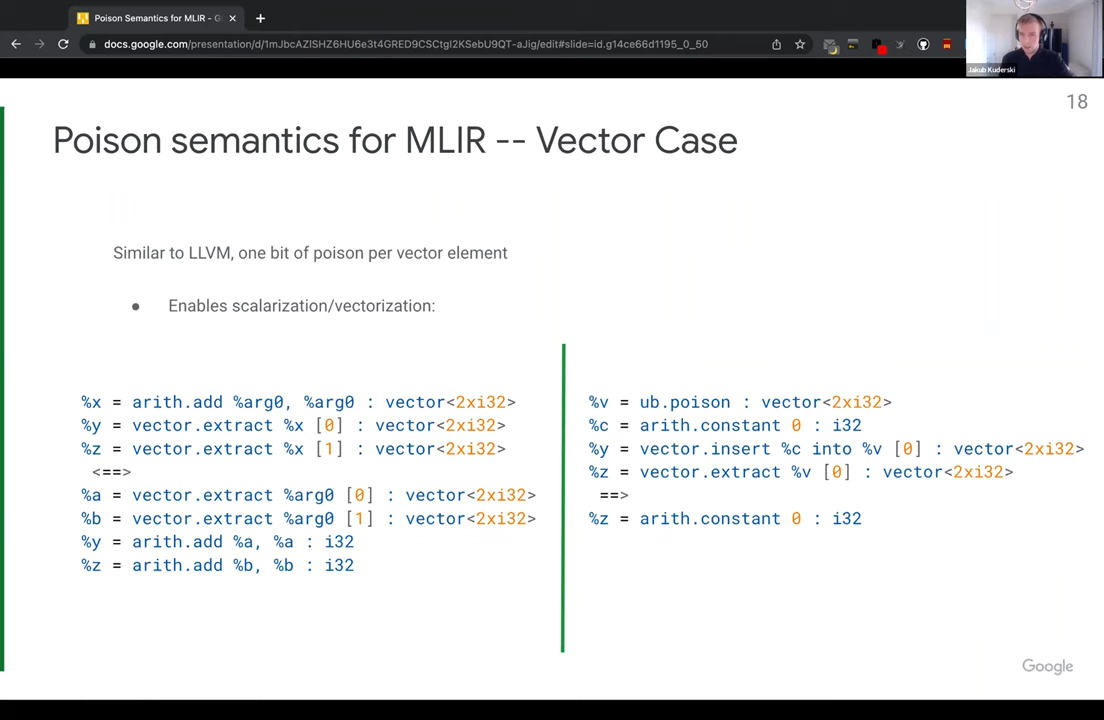 Poison Semantics for MLIR - G
docs.google.com/presentation/d/1mJbcAZlSHZ6HU6e3t4GRED9CSCtgl2KSebU9QT-aJig/edit#slide=id.g14ce66d1195_0_50
Jakub Kuderski
18
Poison semantics for MLIR -- Vector Case
Similar to LLVM, one bit of poison per vector element
● Enables scalarization/vectorization:
%x = arith.add %arg0, %arg0 : vector<2xi32>
%y = vector.extract %x [0] : vector<2xi32>
%z = vector.extract %x [1] : vector<2xi32>
<==>
%a = vector.extract %arg0 [0] : vector<2xi32>
%b = vector.extract %arg0 [1] : vector<2xi32>
%y = arith.add %a, %a : i32
%z = arith.add %b, %b : i32
%v = ub.poison : vector<2xi32>
%c = arith.constant 0 : i32
%y = vector.insert %c into %v [0] : vector<2xi32>
%z = vector.extract %v [0] : vector<2xi32>
==>
%z = arith.constant 0 : i32
Google